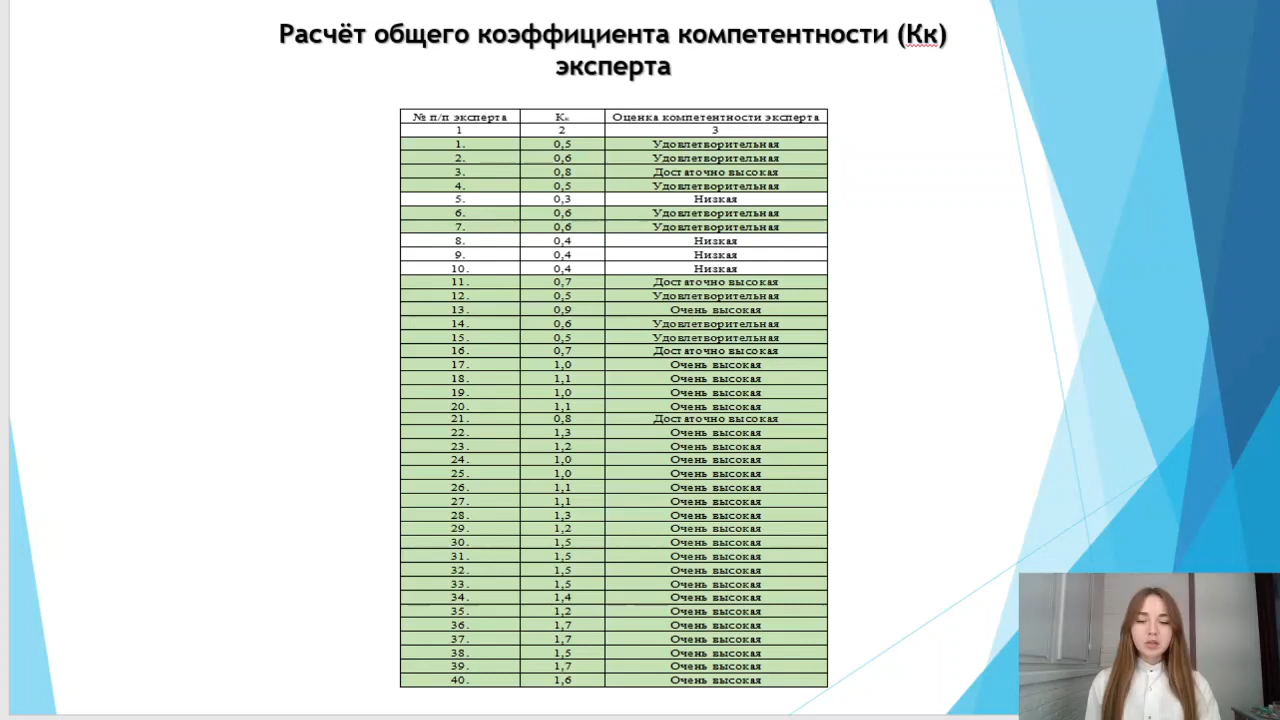 Расчёт общего коэффициента компетентности (Кк)
эксперта
№ п/п эксперта Кк Оценка компетентности эксперта
1 2 3
1. 0,5 Удовлетворительная
2. 0,6 Удовлетворительная
3. 0,8 Достаточно высокая
4. 0,5 Удовлетворительная
5. 0,3 Низкая
6. 0,6 Удовлетворительная
7. 0,6 Удовлетворительная
8. 0,4 Низкая
9. 0,4 Низкая
10. 0,4 Низкая
11. 0,7 Достаточно высокая
12. 0,5 Удовлетворительная
13. 0,9 Очень высокая
14. 0,6 Удовлетворительная
15. 0,5 Удовлетворительная
16. 0,7 Достаточно высокая
17. 1,0 Очень высокая
18. 1,1 Очень высокая
19. 1,0 Очень высокая
20. 1,1 Очень высокая
21. 0,8 Достаточно высокая
22. 1,3 Очень высокая
23. 1,2 Очень высокая
24. 1,0 Очень высокая
25. 1,0 Очень высокая
26. 1,1 Очень высокая
27. 1,1 Очень высокая
28. 1,3 Очень высокая
29. 1,2 Очень высокая
30. 1,5 Очень высокая
31. 1,5 Очень высокая
32. 1,5 Очень высокая
33. 1,5 Очень высокая
34. 1,4 Очень высокая
35. 1,2 Очень высокая
36. 1,7 Очень высокая
37. 1,7 Очень высокая
38. 1,5 Очень высокая
39. 1,7 Очень высокая
40. 1,6 Очень высокая